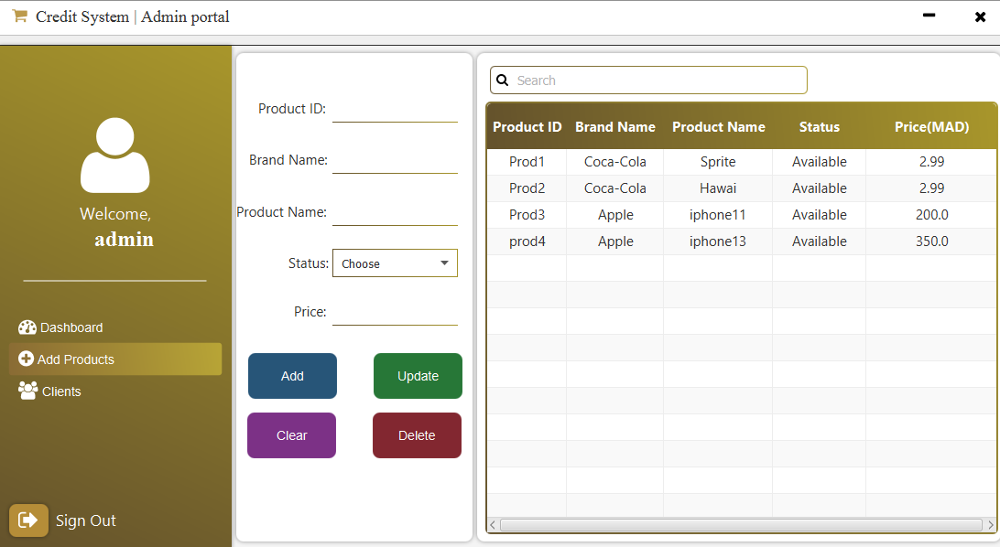 Credit System | Admin portal
Welcome,
admin
Dashboard
Add Products
Clients
Sign Out
Product ID:
Brand Name:
Product Name:
Status: Choose
Price:
Add Update
Clear Delete
Search
Product ID Brand Name Product Name Status Price(MAD)
Prod1 Coca-Cola Sprite Available 2.99
Prod2 Coca-Cola Hawai Available 2.99
Prod3 Apple iphone11 Available 200.0
prod4 Apple iphone13 Available 350.0